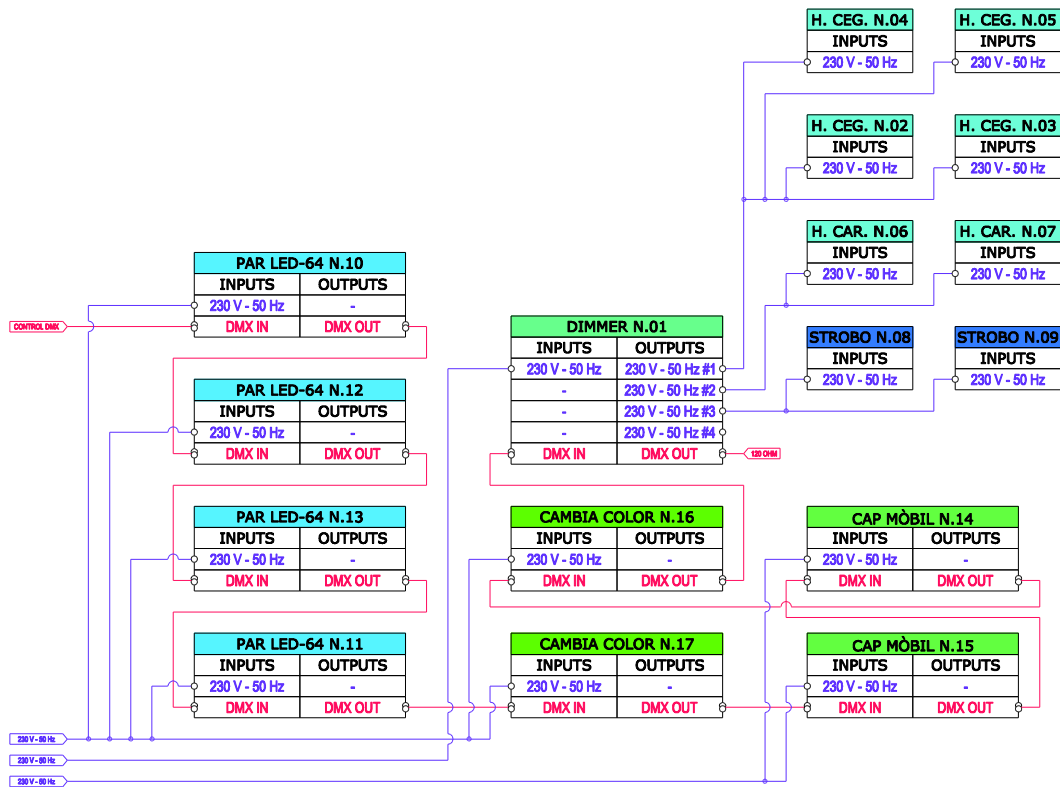 H. CEG. N.04
INPUTS
230 V - 50 Hz
H. CEG. N.05
INPUTS
230 V - 50 Hz
H. CEG. N.02
INPUTS
230 V - 50 Hz
H. CEG. N.03
INPUTS
230 V - 50 Hz
H. CAR. N.06
INPUTS
230 V - 50 Hz
H. CAR. N.07
INPUTS
230 V - 50 Hz
STROBO N.08
INPUTS
230 V - 50 Hz
STROBO N.09
INPUTS
230 V - 50 Hz
CONTROL DMX
PAR LED-64 N.10
INPUTS OUTPUTS
230 V - 50 Hz -
DMX IN DMX OUT
PAR LED-64 N.12
INPUTS OUTPUTS
230 V - 50 Hz -
DMX IN DMX OUT
PAR LED-64 N.13
INPUTS OUTPUTS
230 V - 50 Hz -
DMX IN DMX OUT
PAR LED-64 N.11
INPUTS OUTPUTS
230 V - 50 Hz -
DMX IN DMX OUT
DIMMER N.01
INPUTS OUTPUTS
230 V - 50 Hz 230 V - 50 Hz #1
- 230 V - 50 Hz #2
- 230 V - 50 Hz #3
- 230 V - 50 Hz #4
DMX IN DMX OUT
120 OHM
CAMBIA COLOR N.16
INPUTS OUTPUTS
230 V - 50 Hz -
DMX IN DMX OUT
CAP MÒBIL N.14
INPUTS OUTPUTS
230 V - 50 Hz -
DMX IN DMX OUT
CAMBIA COLOR N.17
INPUTS OUTPUTS
230 V - 50 Hz -
DMX IN DMX OUT
CAP MÒBIL N.15
INPUTS OUTPUTS
230 V - 50 Hz -
DMX IN DMX OUT
230 V - 50 Hz
230 V - 50 Hz
230 V - 50 Hz